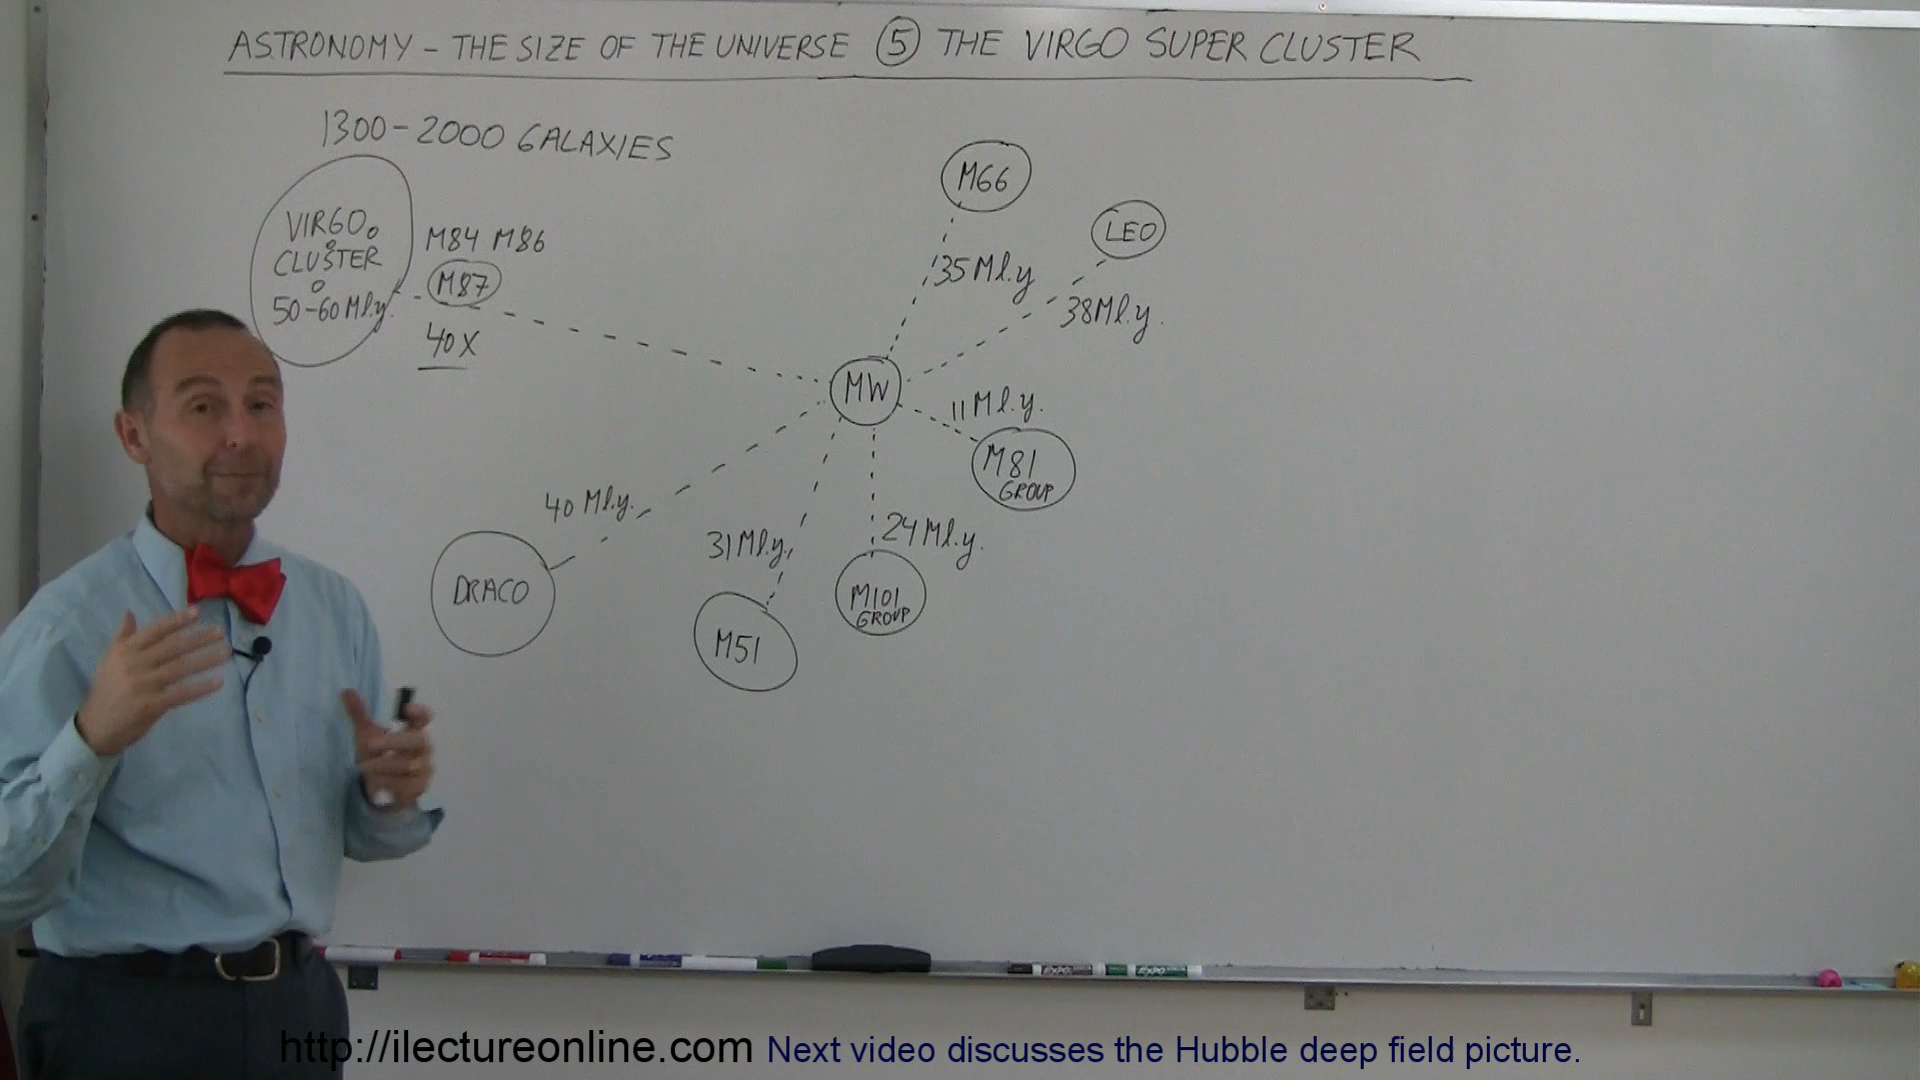 ASTRONOMY - THE SIZE OF THE UNIVERSE 5 THE VIRGO SUPER CLUSTER
1300-2000 GALAXIES
VIRGO
CLUSTER
50-60 Ml.y.
M84 M86
M87
40X
M66
35 Ml.y
LEO
38 Ml.y.
MW
11 Ml.y.
M81
GROUP
24 Ml.y.
M101
GROUP
31 Ml.y.
M51
40 Ml.y.
DRACO
EXPO
EXPO
http://ilectureonline.com Next video discusses the Hubble deep field picture.